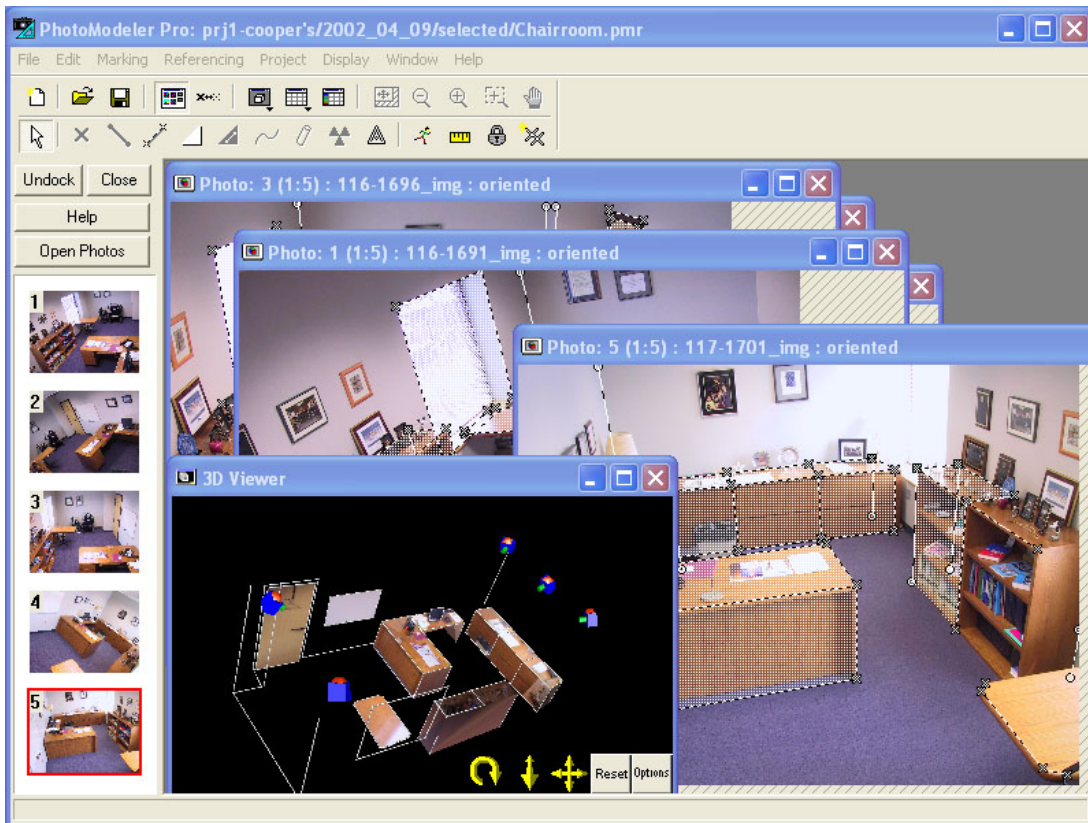 PhotoModeler Pro: prj1-cooper's/2002_04_09/selected/Chairroom.pmr
File Edit Marking Referencing Project Display Window Help
Undock Close
Help
Open Photos
1
2
3
4
5
Photo: 3 (1:5) : 116-1696_img : oriented
Photo: 1 (1:5) : 116-1691_img : oriented
Photo: 5 (1:5) : 117-1701_img : oriented
3D Viewer
Reset Options